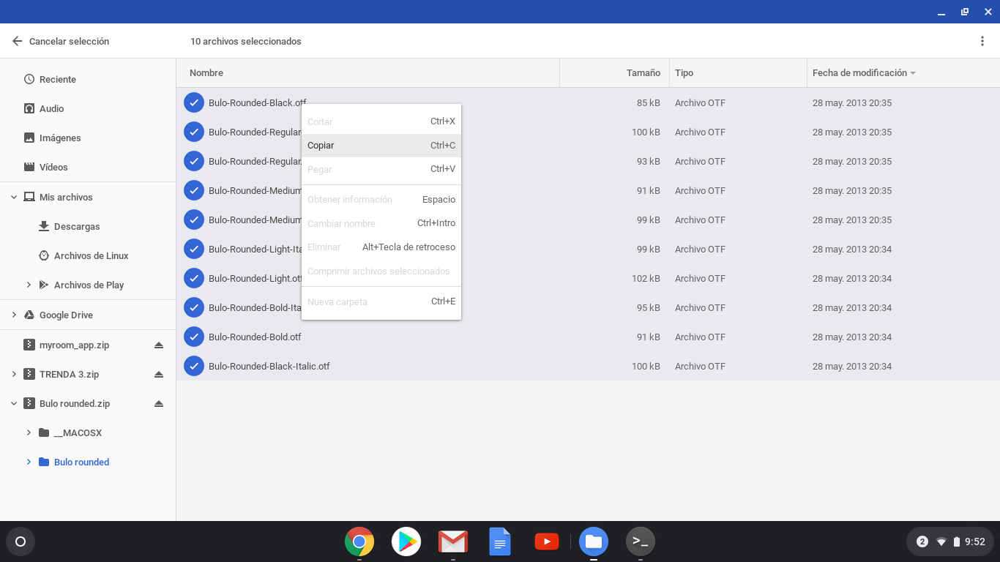 Cancelar selección
10 archivos seleccionados
Reciente
Audio
Imágenes
Vídeos
Mis archivos
Descargas
Archivos de Linux
Archivos de Play
Google Drive
myroom_app.zip
TRENDA 3.zip
Bulo rounded.zip
__MACOSX
Bulo rounded
Nombre Tamaño Tipo Fecha de modificación
Bulo-Rounded-Black.otf 85 kB Archivo OTF 28 may. 2013 20:35
Bulo-Rounded-Regular- 100 kB Archivo OTF 28 may. 2013 20:35
Bulo-Rounded-Regular. 93 kB Archivo OTF 28 may. 2013 20:35
Bulo-Rounded-Medium 91 kB Archivo OTF 28 may. 2013 20:35
Bulo-Rounded-Medium 99 kB Archivo OTF 28 may. 2013 20:35
Bulo-Rounded-Light-Ita 99 kB Archivo OTF 28 may. 2013 20:34
Bulo-Rounded-Light.otf 102 kB Archivo OTF 28 may. 2013 20:34
Bulo-Rounded-Bold-Ita 95 kB Archivo OTF 28 may. 2013 20:34
Bulo-Rounded-Bold.otf 91 kB Archivo OTF 28 may. 2013 20:34
Bulo-Rounded-Black-Italic.otf 100 kB Archivo OTF 28 may. 2013 20:34
Cortar Ctrl+X
Copiar Ctrl+C
Pegar Ctrl+V
Obtener información Espacio
Cambiar nombre Ctrl+Intro
Eliminar Alt+Tecla de retroceso
Comprimir archivos seleccionados
Nueva carpeta Ctrl+E
>_
2 9:52